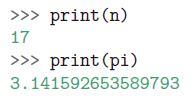 >>> print(n)
17
>>> print(pi)
3.141592653589793